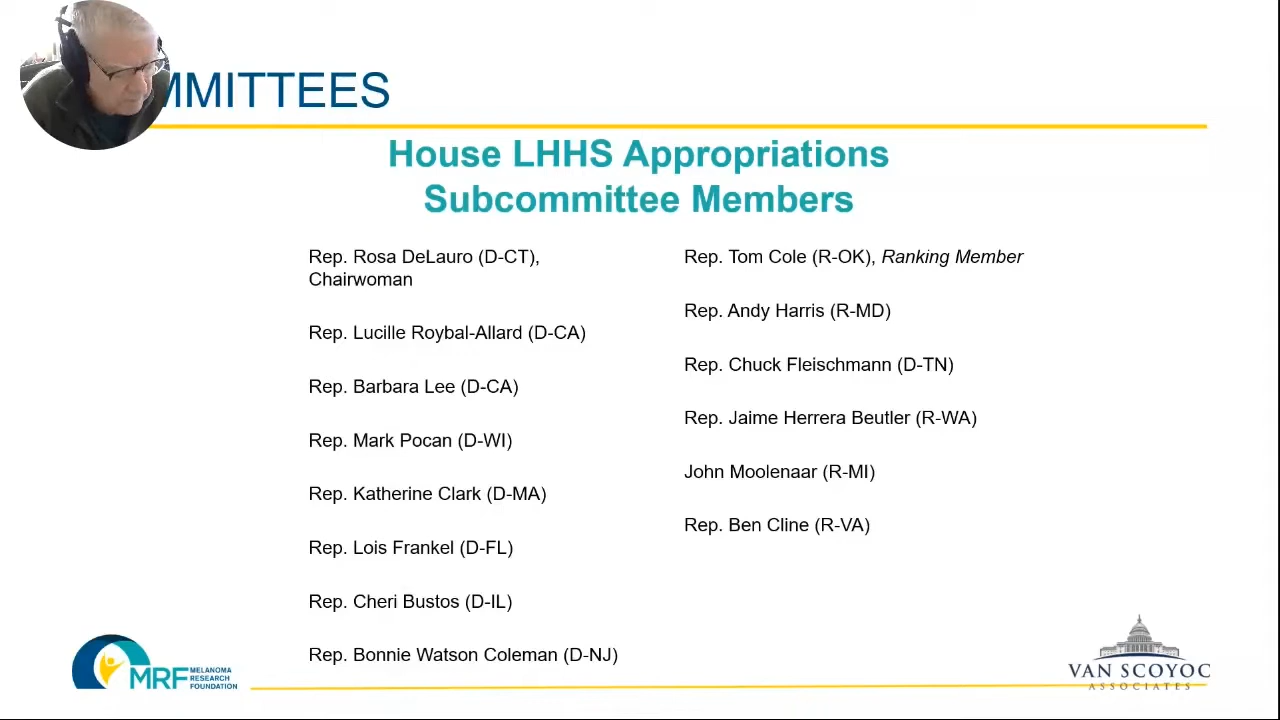 MMITTEES
House LHHS Appropriations
Subcommittee Members
Rep. Rosa DeLauro (D-CT),
Chairwoman
Rep. Lucille Roybal-Allard (D-CA)
Rep. Barbara Lee (D-CA)
Rep. Mark Pocan (D-WI)
Rep. Katherine Clark (D-MA)
Rep. Lois Frankel (D-FL)
Rep. Cheri Bustos (D-IL)
Rep. Bonnie Watson Coleman (D-NJ)
Rep. Tom Cole (R-OK), Ranking Member
Rep. Andy Harris (R-MD)
Rep. Chuck Fleischmann (D-TN)
Rep. Jaime Herrera Beutler (R-WA)
John Moolenaar (R-MI)
Rep. Ben Cline (R-VA)
MRF
MELANOMA
RESEARCH
FOUNDATION
VAN SCOYOC
ASSOCIATES